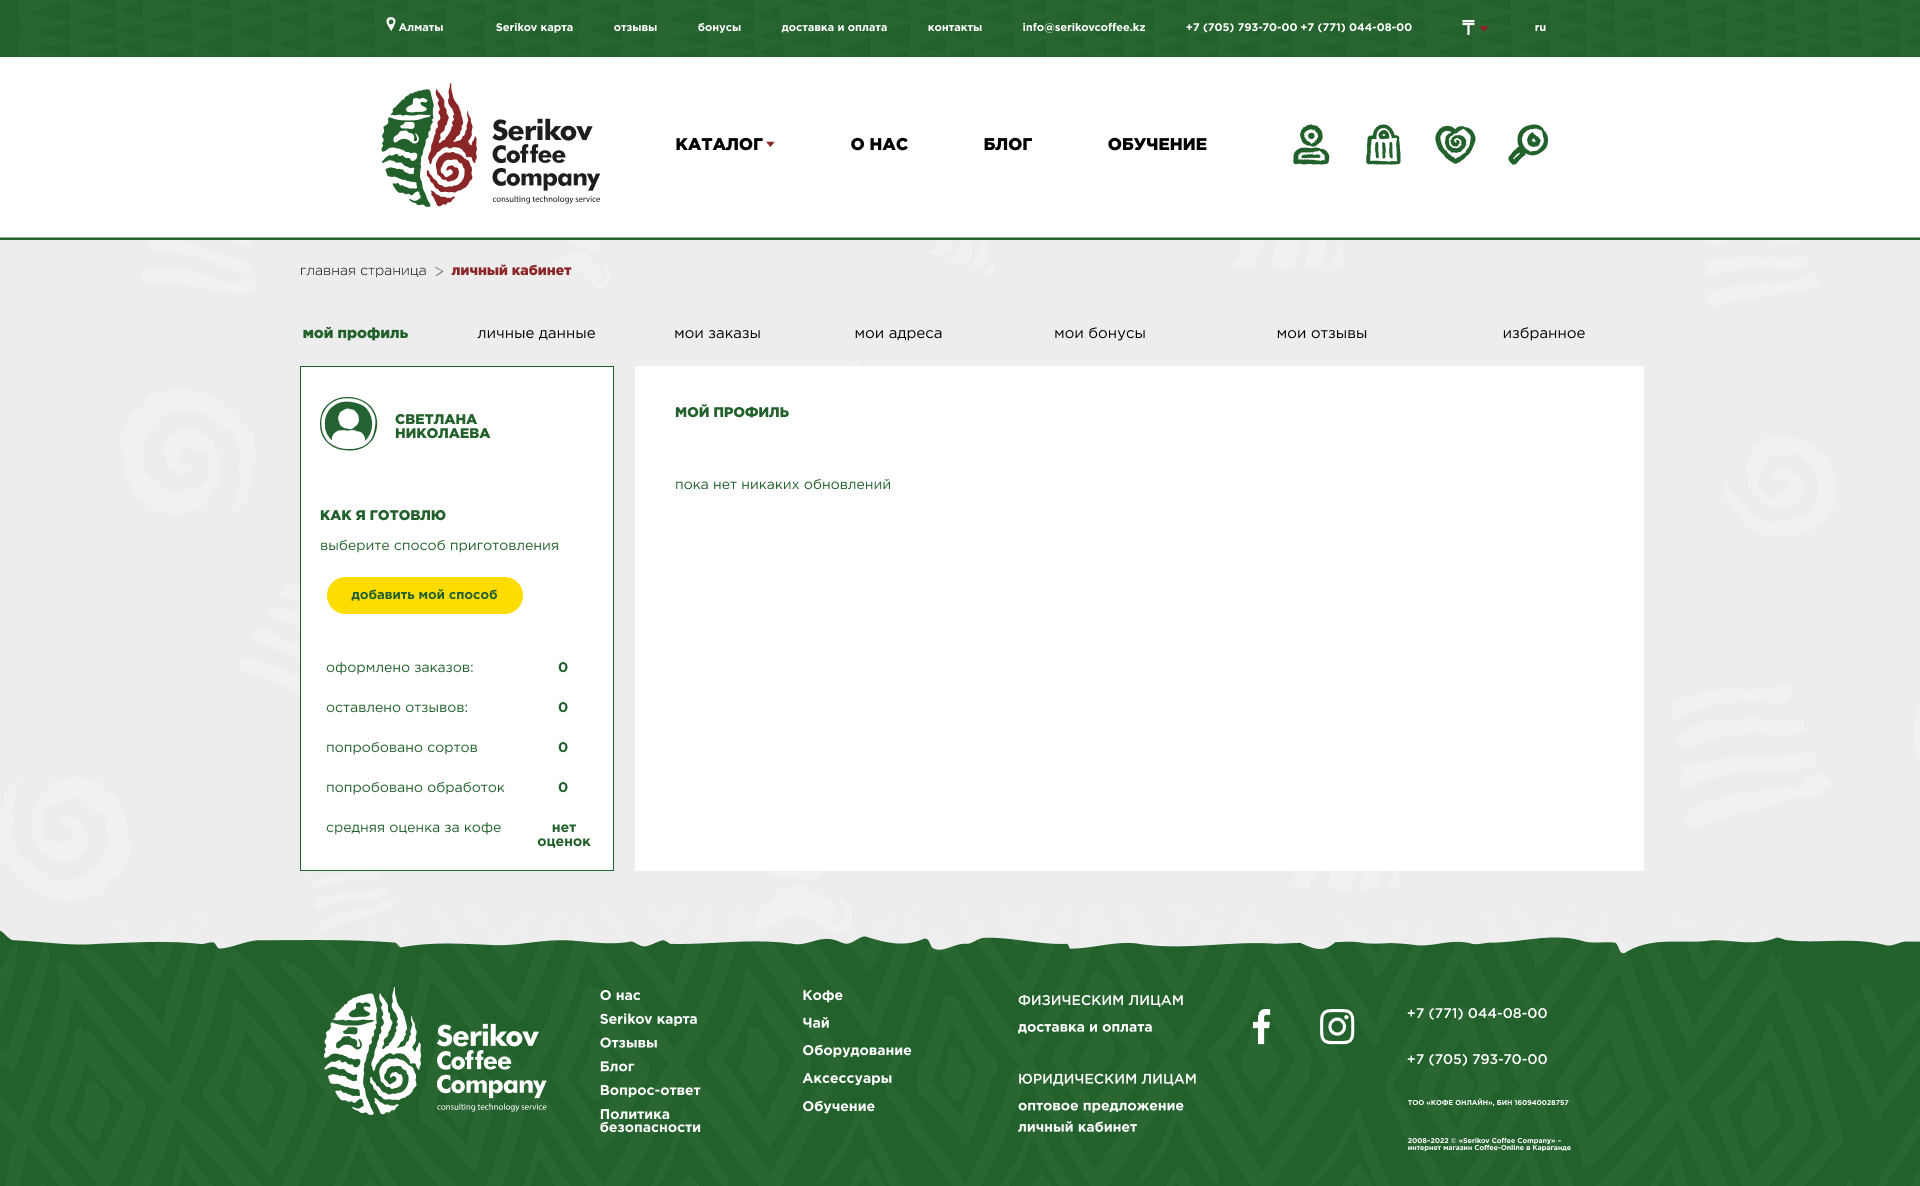 Алматы
Serikov карта
отзывы
бонусы
доставка и оплата
контакты
info@serikovcoffee.kz
+7 (705) 793-70-00 +7 (771) 044-08-00
₸
ru
Serikov
Coffee
Company
consulting technology service
КАТАЛОГ
О НАС
БЛОГ
ОБУЧЕНИЕ
главная страница > личный кабинет
мой профиль
личные данные
мои заказы
мои адреса
мои бонусы
мои отзывы
избранное
СВЕТЛАНА
НИКОЛАЕВА
КАК Я ГОТОВЛЮ
выберите способ приготовления
добавить мой способ
оформлено заказов: 0
оставлено отзывов: 0
попробовано сортов 0
попробовано обработок 0
средняя оценка за кофе нет
оценок
МОЙ ПРОФИЛЬ
пока нет никаких обновлений
Serikov
Coffee
Company
consulting technology service
О нас
Serikov карта
Отзывы
Блог
Вопрос-ответ
Политика
безопасности
Кофе
Чай
Оборудование
Аксессуары
Обучение
ФИЗИЧЕСКИМ ЛИЦАМ
доставка и оплата
ЮРИДИЧЕСКИМ ЛИЦАМ
оптовое предложение
личный кабинет
+7 (771) 044-08-00
+7 (705) 793-70-00
ТОО «КОФЕ ОНЛАЙН», БИН 160940028757
2008-2022 © «Serikov Coffee Company» –
интернет магазин Coffee-Online в Караганде